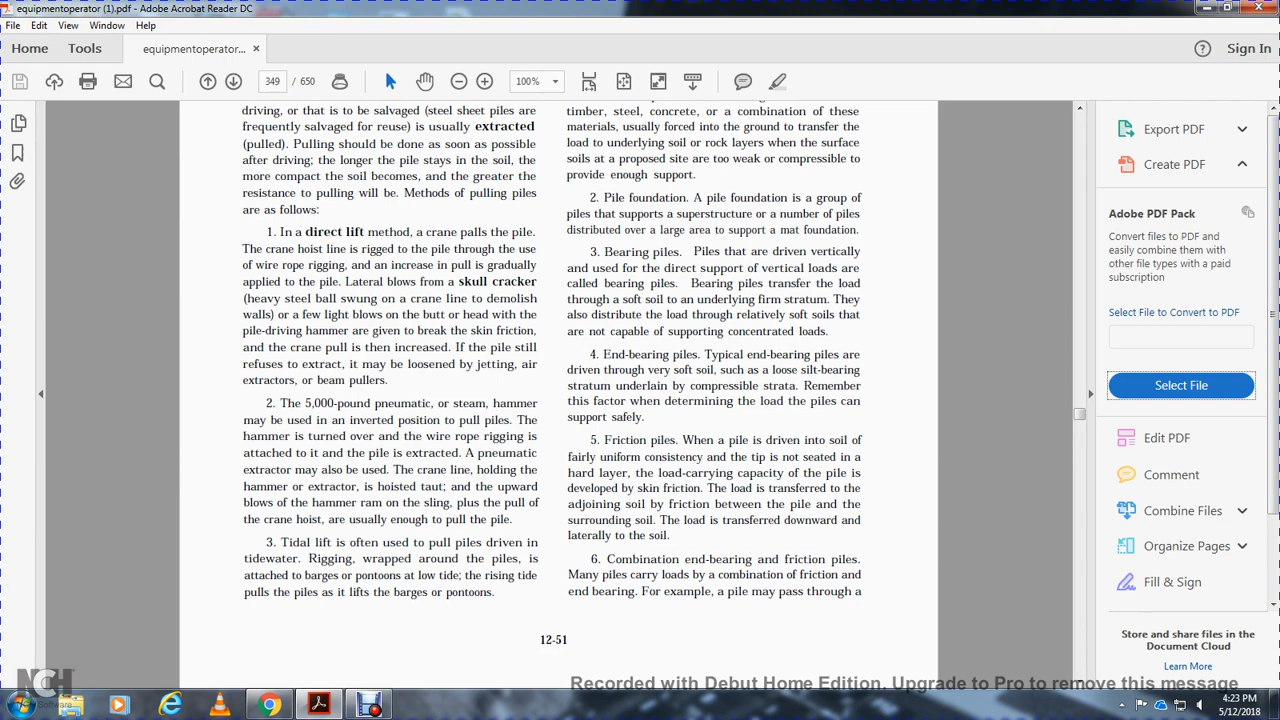 equipmentoperator (1).pdf - Adobe Acrobat Reader DC
File Edit View Window Help
Home Tools equipmentoperator... × Sign In
349 / 650 100%
driving, or that is to be salvaged (steel sheet piles are
frequently salvaged for reuse) is usually extracted
(pulled). Pulling should be done as soon as possible
after driving; the longer the pile stays in the soil, the
more compact the soil becomes, and the greater the
resistance to pulling will be. Methods of pulling piles
are as follows:
1. In a direct lift method, a crane palls the pile.
The crane hoist line is rigged to the pile through the use
of wire rope rigging, and an increase in pull is gradually
applied to the pile. Lateral blows from a skull cracker
(heavy steel ball swung on a crane line to demolish
walls) or a few light blows on the butt or head with the
pile-driving hammer are given to break the skin friction,
and the crane pull is then increased. If the pile still
refuses to extract, it may be loosened by jetting, air
extractors, or beam pullers.
2. The 5,000-pound pneumatic, or steam, hammer
may be used in an inverted position to pull piles. The
hammer is turned over and the wire rope rigging is
attached to it and the pile is extracted. A pneumatic
extractor may also be used. The crane line, holding the
hammer or extractor, is hoisted taut; and the upward
blows of the hammer ram on the sling, plus the pull of
the crane hoist, are usually enough to pull the pile.
3. Tidal lift is often used to pull piles driven in
tidewater. Rigging, wrapped around the piles, is
attached to barges or pontoons at low tide; the rising tide
pulls the piles as it lifts the barges or pontoons.
timber, steel, concrete, or a combination of these
materials, usually forced into the ground to transfer the
load to underlying soil or rock layers when the surface
soils at a proposed site are too weak or compressible to
provide enough support.
2. Pile foundation. A pile foundation is a group of
piles that supports a superstructure or a number of piles
distributed over a large area to support a mat foundation.
3. Bearing piles. Piles that are driven vertically
and used for the direct support of vertical loads are
called bearing piles. Bearing piles transfer the load
through a soft soil to an underlying firm stratum. They
also distribute the load through relatively soft soils that
are not capable of supporting concentrated loads.
4. End-bearing piles. Typical end-bearing piles are
driven through very soft soil, such as a loose silt-bearing
stratum underlain by compressible strata. Remember
this factor when determining the load the piles can
support safely.
5. Friction piles. When a pile is driven into soil of
fairly uniform consistency and the tip is not seated in a
hard layer, the load-carrying capacity of the pile is
developed by skin friction. The load is transferred to the
adjoining soil by friction between the pile and the
surrounding soil. The load is transferred downward and
laterally to the soil.
6. Combination end-bearing and friction piles.
Many piles carry loads by a combination of friction and
end bearing. For example, a pile may pass through a
12-51
Export PDF
Create PDF
Adobe PDF Pack
Convert files to PDF and
easily combine them with
other file types with a paid
subscription
Select File to Convert to PDF
Select File
Edit PDF
Comment
Combine Files
Organize Pages
Fill & Sign
Store and share files in the
Document Cloud
Learn More
NCH
Recorded with Debut Home Edition. Upgrade to Pro to remove this message
4:23 PM
5/12/2018